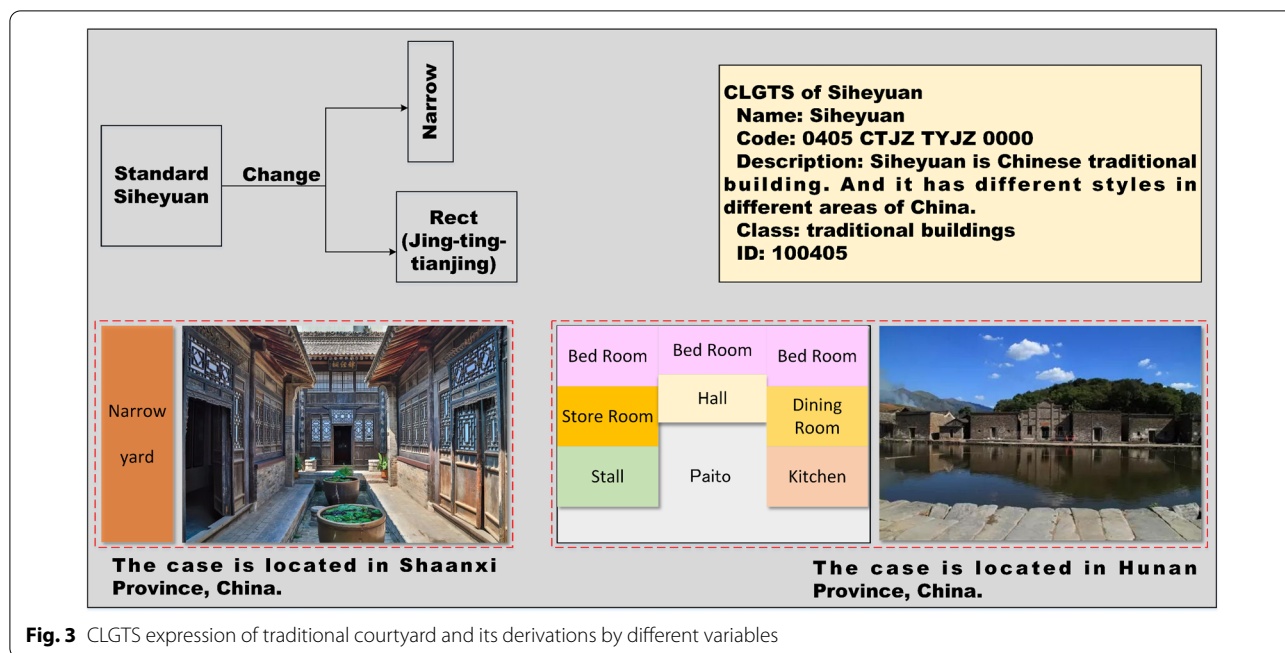 Standard
Siheyuan
Change
Narrow
Rect
(Jing-ting-
tianjing)
CLGTS of Siheyuan
Name: Siheyuan
Code: 0405 CTJZ TYJZ 0000
Description: Siheyuan is Chinese traditional
building. And it has different styles in
different areas of China.
Class: traditional buildings
ID: 100405
Narrow
yard
The case is located in Shaanxi
Province, China.
Bed Room
Bed Room
Bed Room
Store Room
Hall
Dining
Room
Stall
Paito
Kitchen
The case is located in Hunan
Province, China.
Fig. 3 CLGTS expression of traditional courtyard and its derivations by different variables